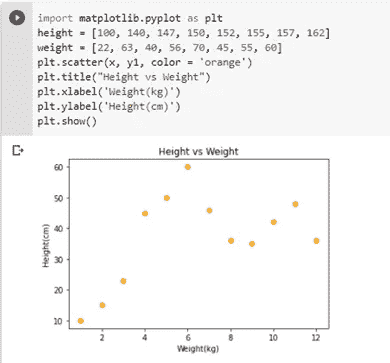 import matplotlib.pyplot as plt
height = [100, 140, 147, 150, 152, 155, 157, 162]
weight = [22, 63, 40, 56, 70, 45, 55, 60]
plt.scatter(x, y1, color = 'orange')
plt.title("Height vs Weight")
plt.xlabel('Weight(kg)')
plt.ylabel('Height(cm)')
plt.show()
Height vs Weight
Height(cm)
60
50
40
30
20
10
2 4 6 8 10 12
Weight(kg)